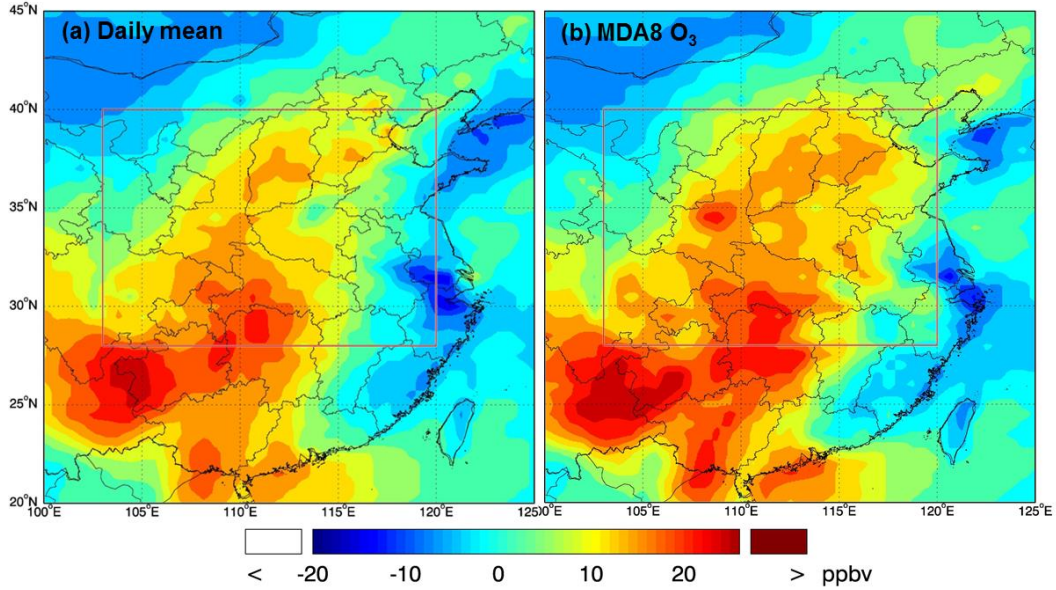 (a) Daily mean
(b) MDA8 O₃
45°N
40°N
35°N
30°N
25°N
20°N
100°E 105°E 110°E 115°E 120°E 125°E 105°E 110°E 115°E 120°E 125°E
< -20 -10 0 10 20 > ppbv